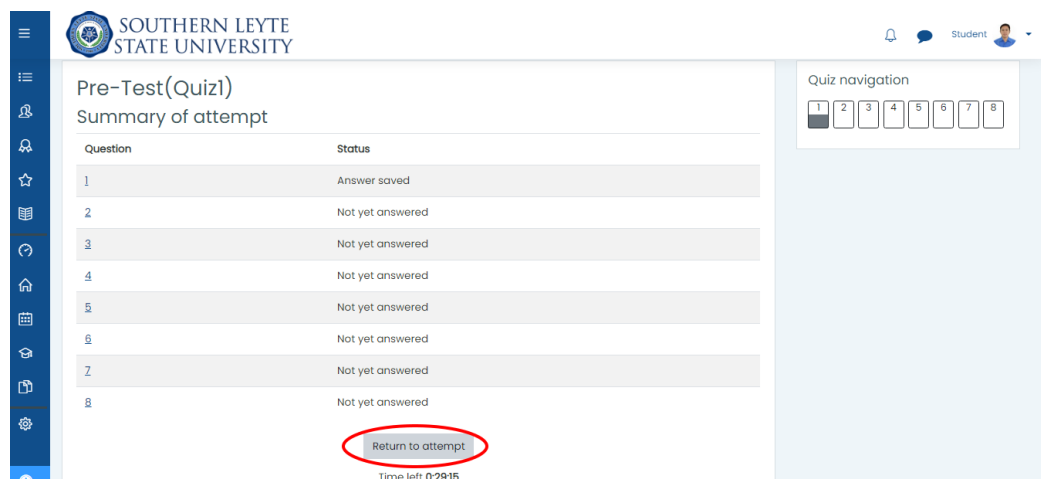 SOUTHERN LEYTE
STATE UNIVERSITY
Student
Pre-Test(Quiz1)
Summary of attempt
Question Status
1 Answer saved
2 Not yet answered
3 Not yet answered
4 Not yet answered
5 Not yet answered
6 Not yet answered
7 Not yet answered
8 Not yet answered
Return to attempt
Time left 0:29:15
Quiz navigation
1 2 3 4 5 6 7 8